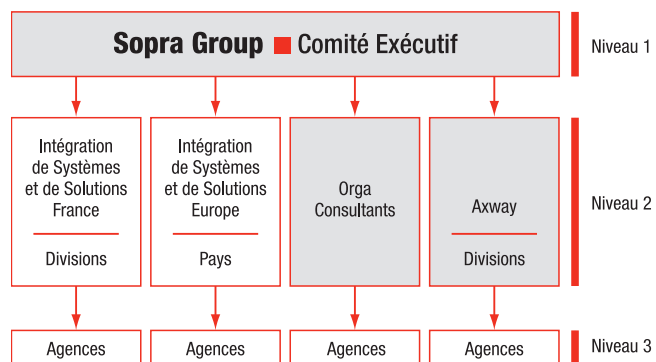 Sopra Group ■ Comité Exécutif
Niveau 1
Intégration
de Systèmes
et de Solutions
France
Divisions
Intégration
de Systèmes
et de Solutions
Europe
Pays
Orga
Consultants
Axway
Divisions
Niveau 2
Agences
Agences
Agences
Agences
Niveau 3